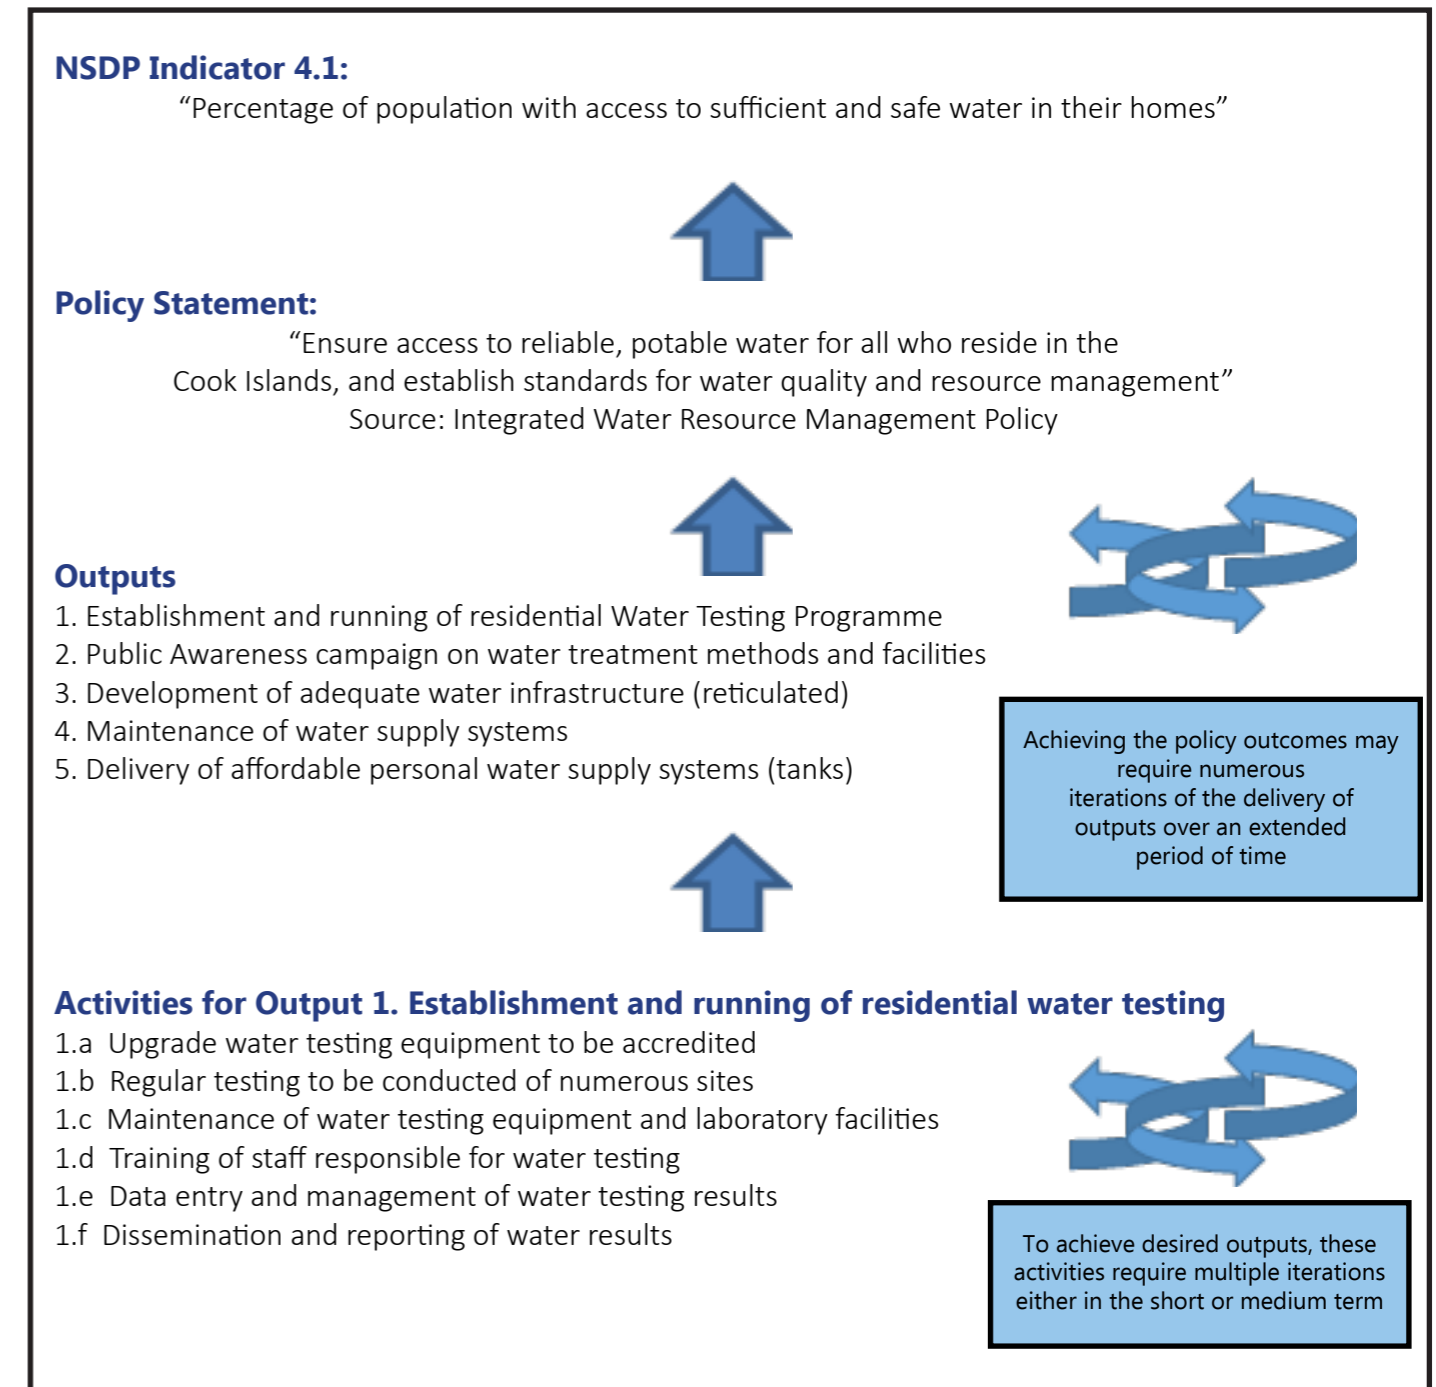 NSDP Indicator 4.1:
“Percentage of population with access to sufficient and safe water in their homes”
Policy Statement:
“Ensure access to reliable, potable water for all who reside in the
Cook Islands, and establish standards for water quality and resource management”
Source: Integrated Water Resource Management Policy
Outputs
1. Establishment and running of residential Water Testing Programme
2. Public Awareness campaign on water treatment methods and facilities
3. Development of adequate water infrastructure (reticulated)
4. Maintenance of water supply systems
5. Delivery of affordable personal water supply systems (tanks)
Achieving the policy outcomes may
require numerous
iterations of the delivery of
outputs over an extended
period of time
Activities for Output 1. Establishment and running of residential water testing
1.a Upgrade water testing equipment to be accredited
1.b Regular testing to be conducted of numerous sites
1.c Maintenance of water testing equipment and laboratory facilities
1.d Training of staff responsible for water testing
1.e Data entry and management of water testing results
1.f Dissemination and reporting of water results
To achieve desired outputs, these
activities require multiple iterations
either in the short or medium term